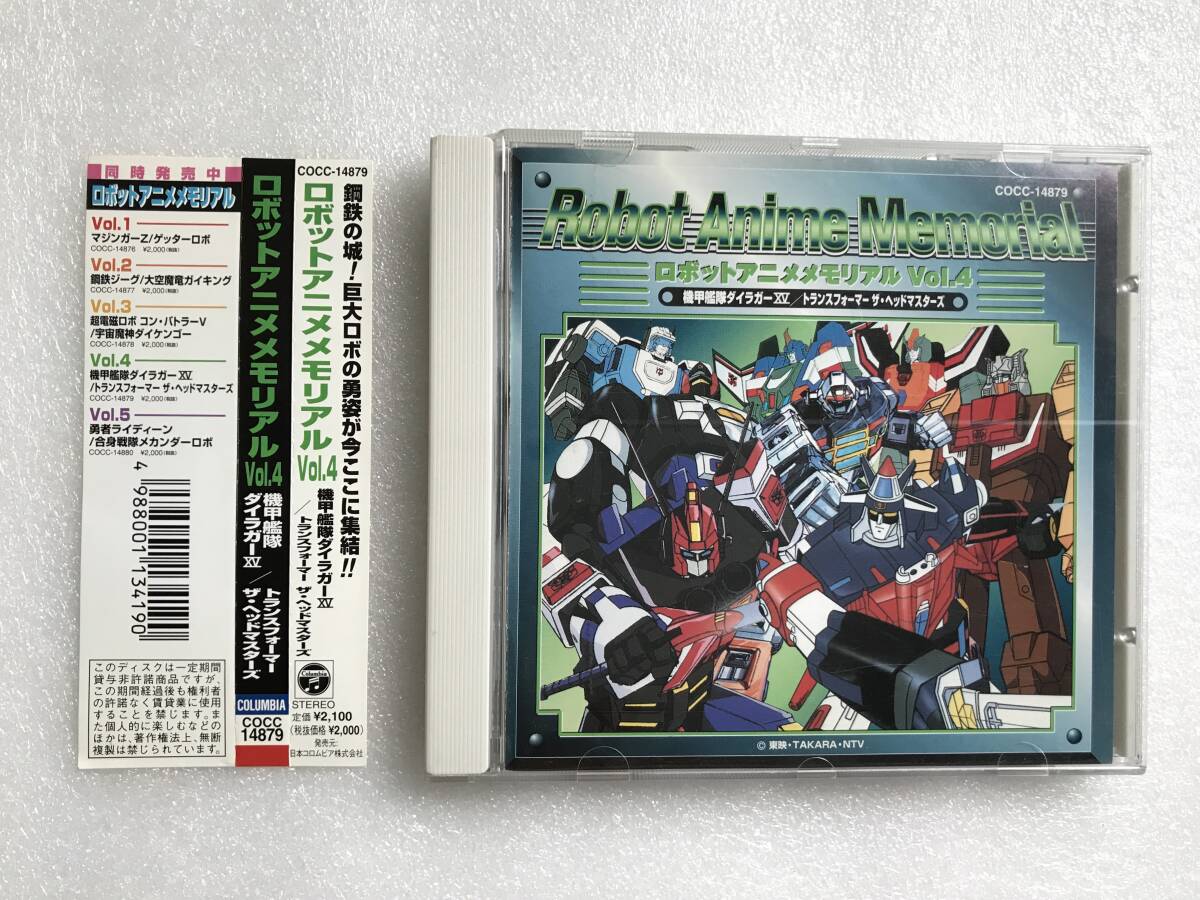 同時発売中
ロボットアニメメモリアル
Vol.1
マジンガーZ/ゲッターロボ
COCC-14876 ¥2,000(税抜)
Vol.2
鋼鉄ジーグ/大空魔竜ガイキング
COCC-14877 ¥2,000(税抜)
Vol.3
超電磁ロボ コン・バトラーV
/宇宙魔神ダイケンゴー
COCC-14878 ¥2,000(税抜)
Vol.4
機甲艦隊ダイラガーXV
/トランスフォーマー ザ・ヘッドマスターズ
COCC-14879 ¥2,000(税抜)
Vol.5
勇者ライディーン
/合身戦隊メカンダーロボ
COCC-14880 ¥2,000(税抜)
4 988001 134190
このディスクは一定期間
貸与非許諾商品ですが、
この期間経過後も権利者
の許諾なく賃貸業に使用
することを禁じます。ま
た個人的に楽しむなどの
ほかは、著作権法上、無断
複製は禁じられています。
ロボットアニメメモリアル Vol.4
機甲艦隊
ダイラガーXV
/
トランスフォーマー
ザ・ヘッドマスターズ
COLUMBIA
COCC
14879
COCC-14879
鋼鉄の城!巨大ロボの勇姿が今ここに集結!!
ロボットアニメメモリアル Vol.4
機甲艦隊ダイラガーXV
/トランスフォーマー ザ・ヘッドマスターズ
Columbia
STEREO
定価 ¥2,100
(税抜価格 ¥2,000)
発売元:
日本コロムビア株式会社
COCC-14879
Robot Anime Memorial
ロボットアニメメモリアル Vol.4
機甲艦隊ダイラガーXV/トランスフォーマー ザ・ヘッドマスターズ
© 東映・TAKARA・NTV